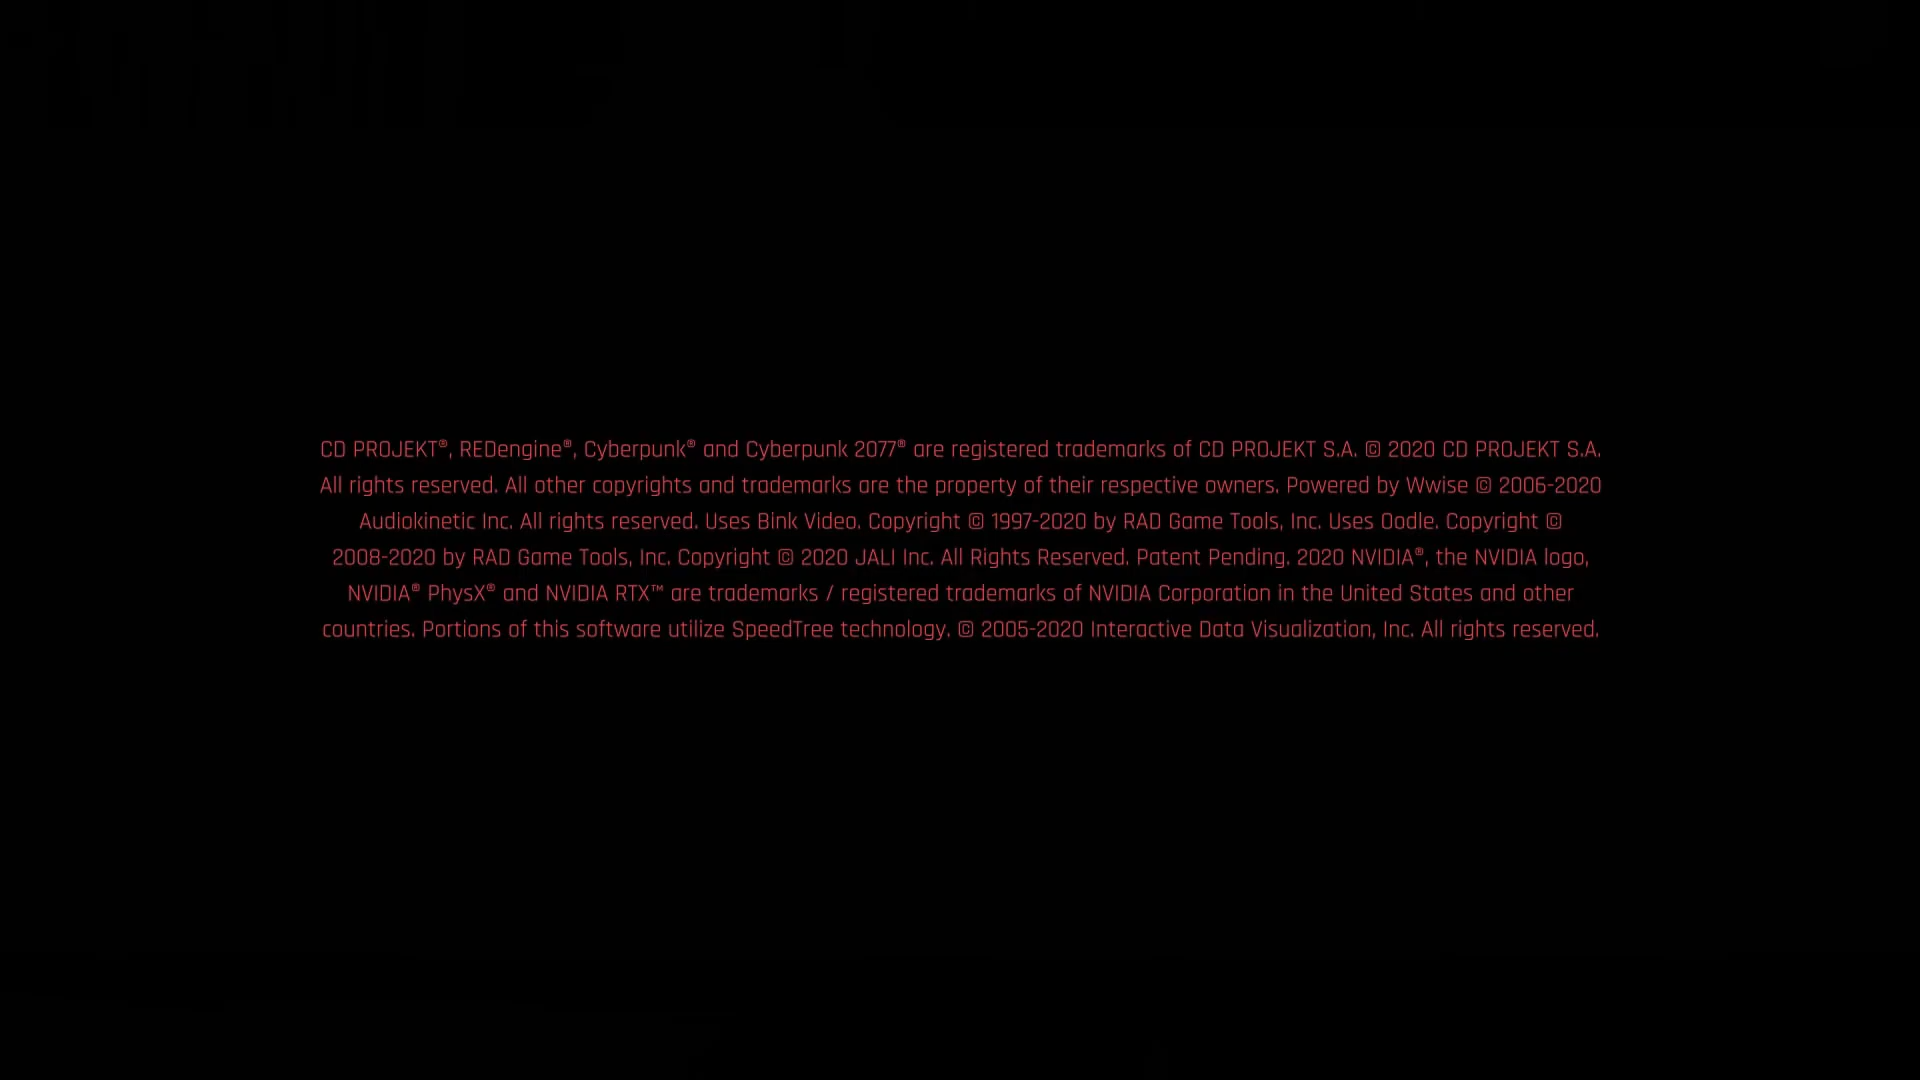 CD PROJEKT®, REDengine®, Cyberpunk® and Cyberpunk 2077® are registered trademarks of CD PROJEKT S.A. © 2020 CD PROJEKT S.A.
All rights reserved. All other copyrights and trademarks are the property of their respective owners. Powered by Wwise © 2006-2020
Audiokinetic Inc. All rights reserved. Uses Bink Video. Copyright © 1997-2020 by RAD Game Tools, Inc. Uses Oodle. Copyright ©
2008-2020 by RAD Game Tools, Inc. Copyright © 2020 JALI Inc. All Rights Reserved. Patent Pending. 2020 NVIDIA®, the NVIDIA logo,
NVIDIA® PhysX® and NVIDIA RTX™ are trademarks / registered trademarks of NVIDIA Corporation in the United States and other
countries. Portions of this software utilize SpeedTree technology. © 2005-2020 Interactive Data Visualization, Inc. All rights reserved.